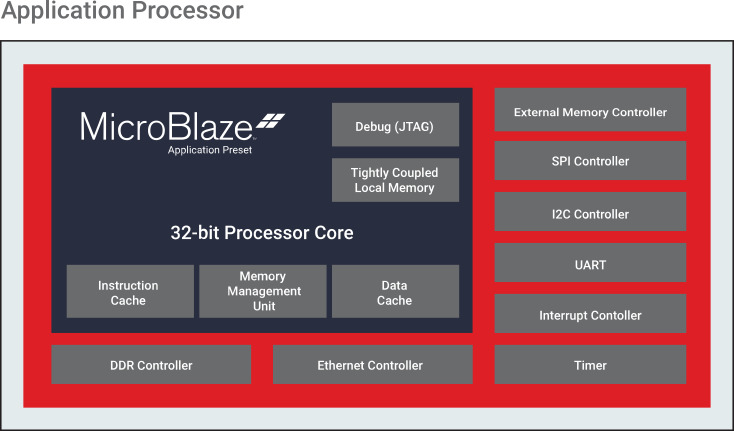 Application Processor
MicroBlaze
Application Preset
Debug (JTAG)
Tightly Coupled
Local Memory
32-bit Processor Core
Instruction
Cache
Memory
Management
Unit
Data
Cache
External Memory Controller
SPI Controller
I2C Controller
UART
Interrupt Contoller
DDR Controller
Ethernet Controller
Timer